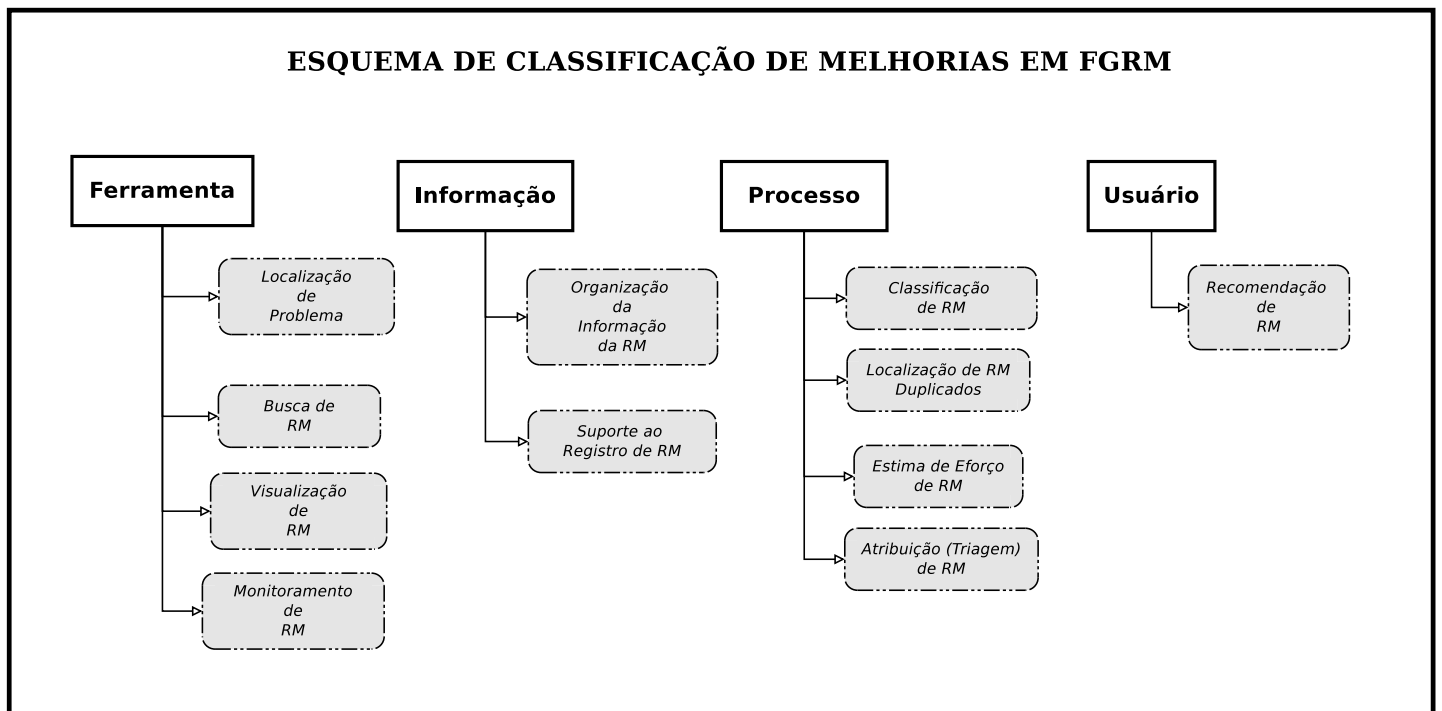 ESQUEMA DE CLASSIFICAÇÃO DE MELHORIAS EM FGRM
Ferramenta
Localização
de
Problema
Busca de
RM
Visualização
de
RM
Monitoramento
de
RM
Informação
Organização
da
Informação
da RM
Suporte ao
Registro de RM
Processo
Classificação
de RM
Localização de RM
Duplicados
Estima de Eforço
de RM
Atribuição (Triagem)
de RM
Usuário
Recomendação
de
RM